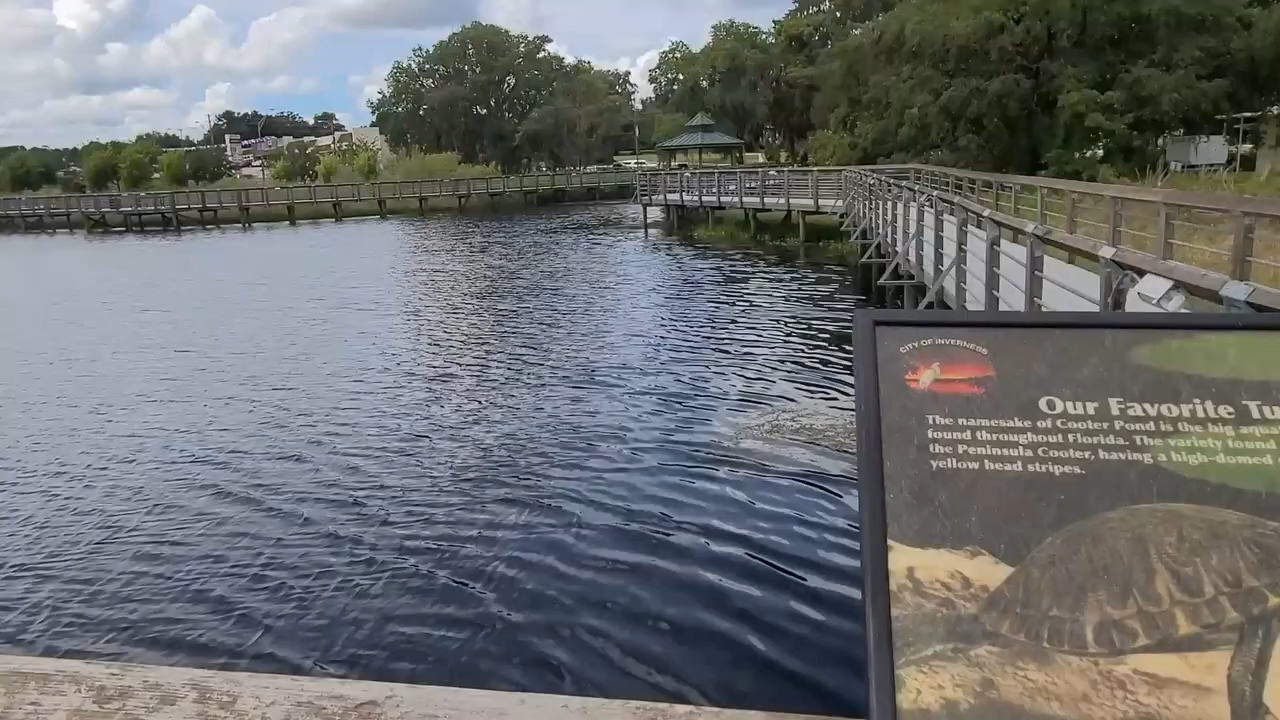 CITY OF INVERNESS
Our Favorite
The namesake of Cooter Pond is the big
found throughout Florida. The variety found
the Peninsula Cooter, having a high-domed
yellow head stripes.